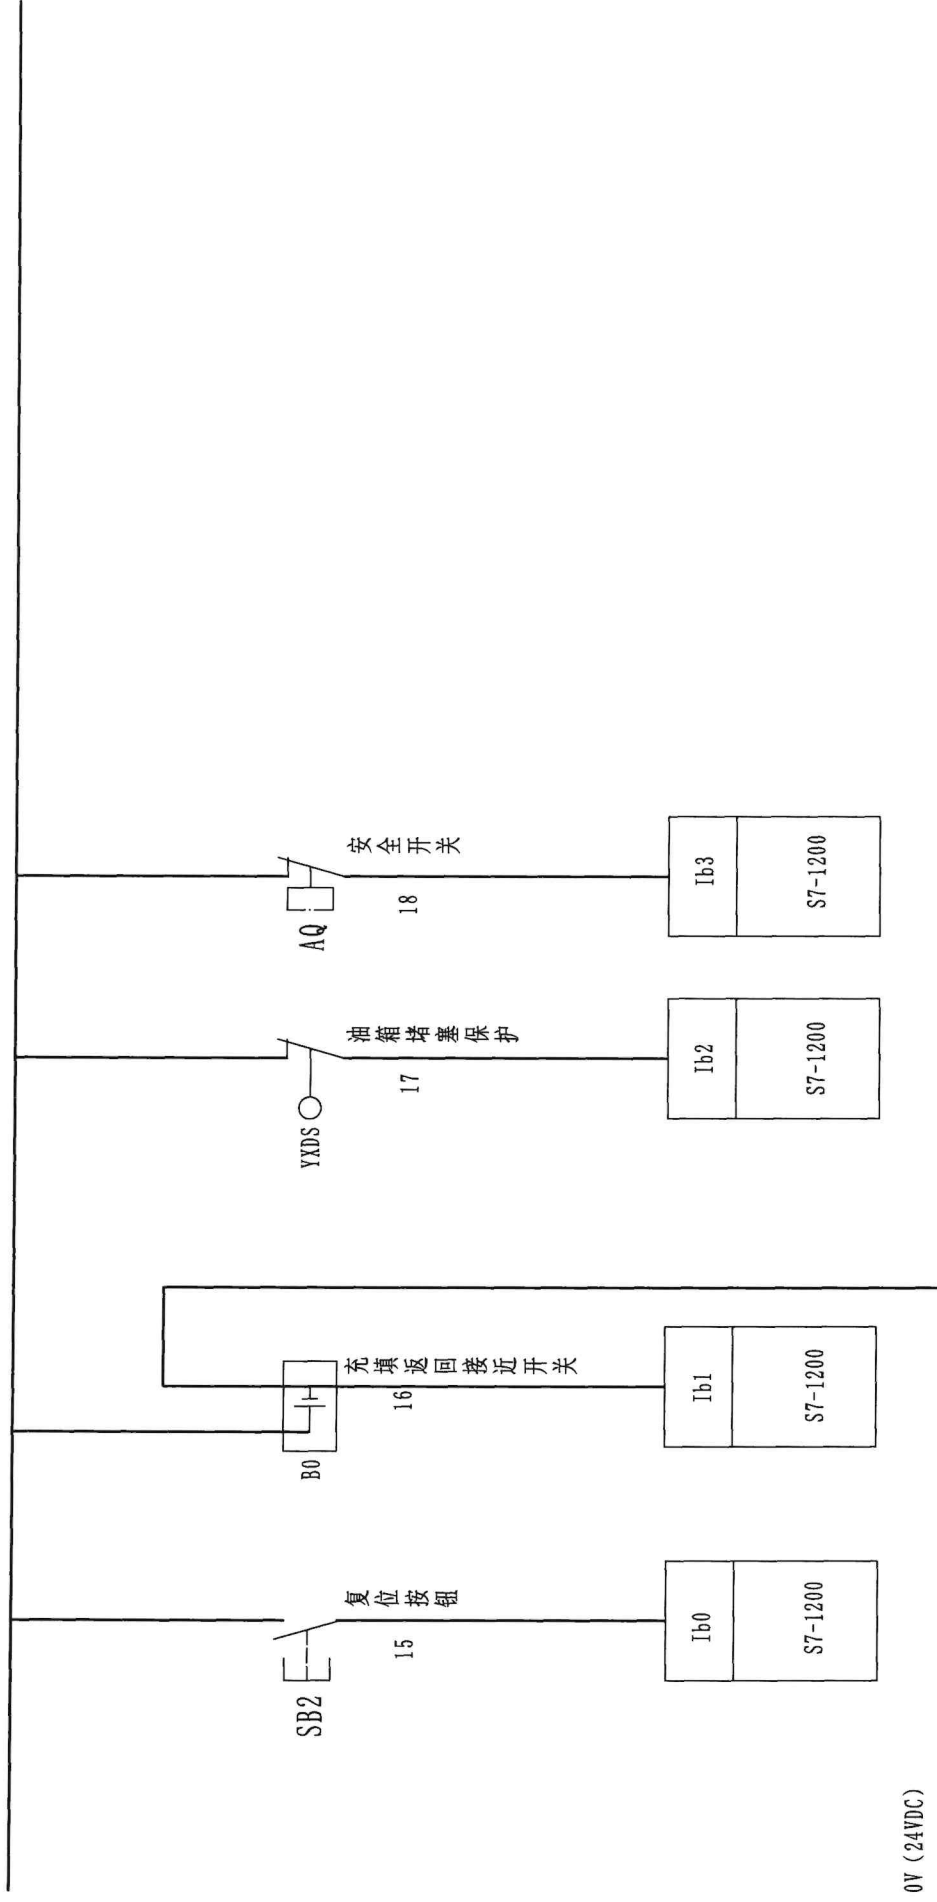 SB2
复位按钮
15
Ib0
S7-1200
B0
充填返回接近开关
16
Ib1
S7-1200
YXDS
油箱堵塞保护
17
Ib2
S7-1200
AQ
安全开关
18
Ib3
S7-1200
0V(24VDC)